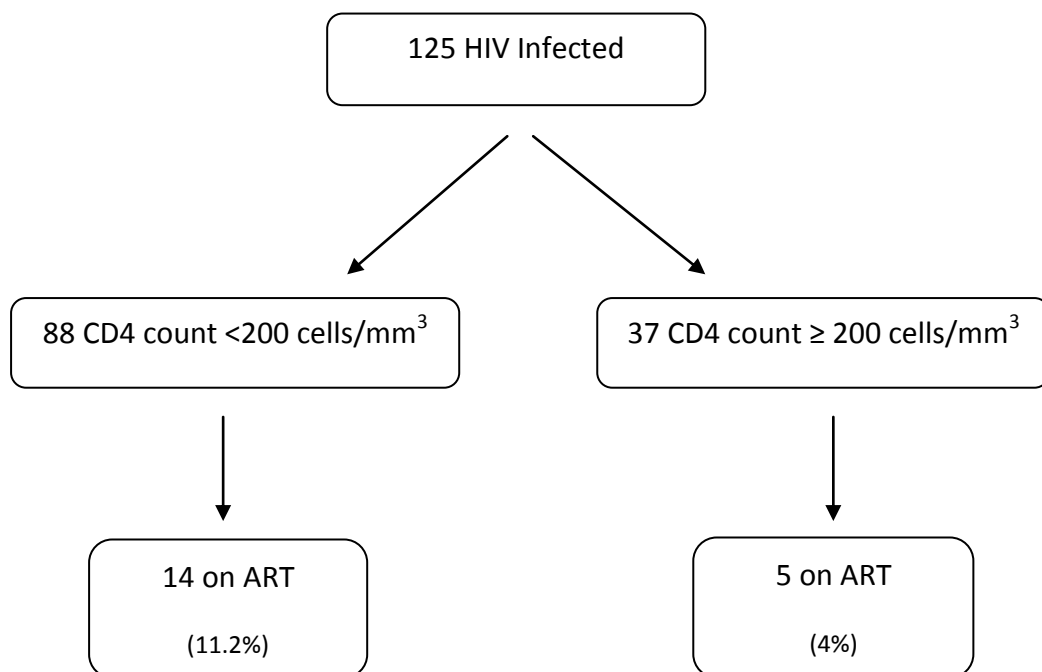 125 HIV Infected
88 CD4 count <200 cells/mm³
37 CD4 count ≥ 200 cells/mm³
14 on ART
(11.2%)
5 on ART
(4%)